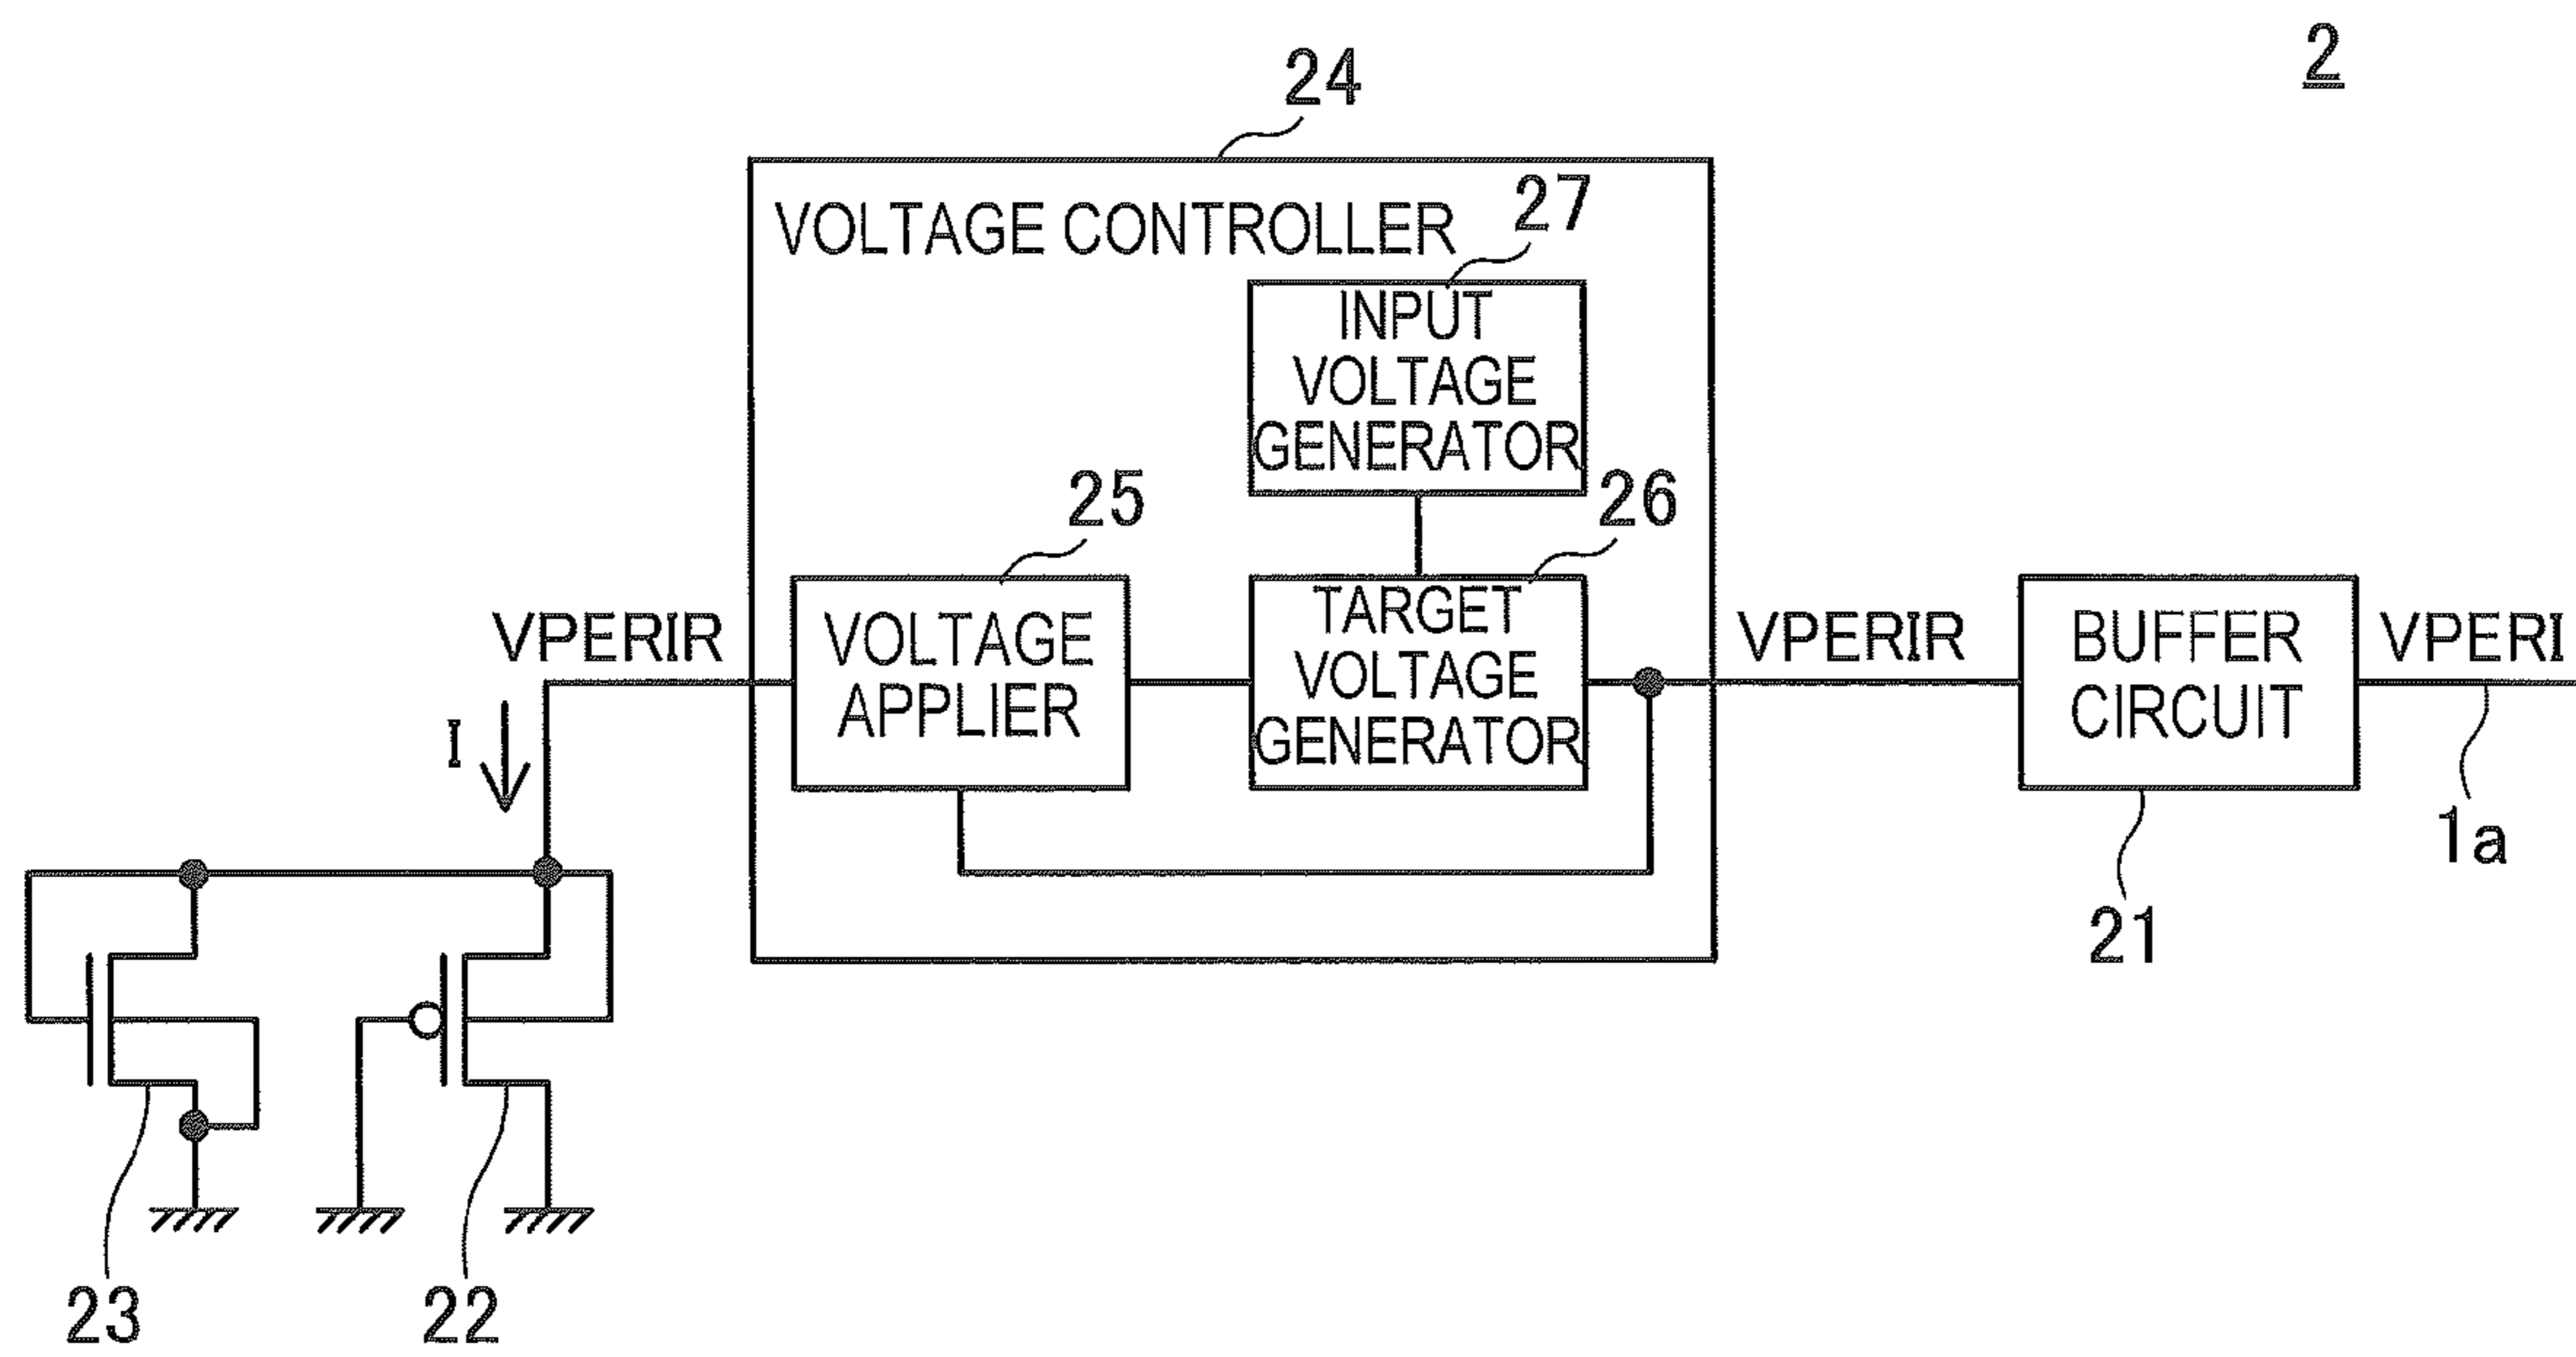 2
24
VOLTAGE CONTROLLER
27
INPUT
VOLTAGE
GENERATOR
25
26
VPERIR
VOLTAGE
APPLIER
TARGET
VOLTAGE
GENERATOR
VPERIR
BUFFER
CIRCUIT
VPERI
I
1a
21
23
22